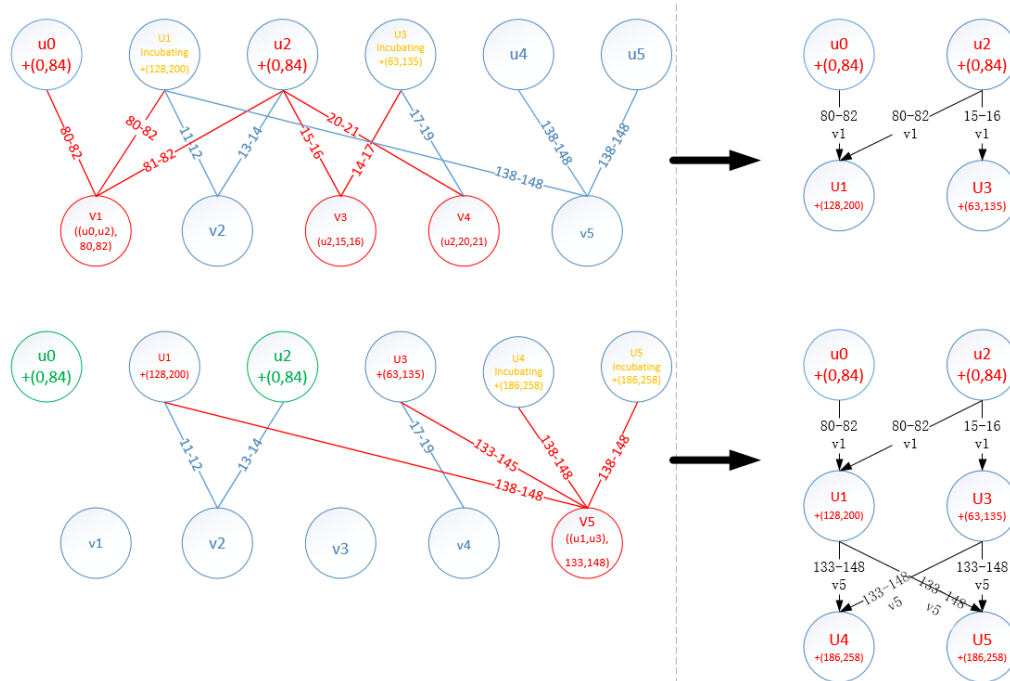 u0
+(0,84)
U1
Incubating
+(128,200)
u2
+(0,84)
U3
Incubating
+(63,135)
u4
u5
80-82
80-82
81-82
11-12
13-14
15-16
20-21
14-17
17-19
138-148
138-148
138-148
V1
((u0,u2),
80,82)
v2
V3
(u2,15,16)
V4
(u2,20,21)
v5
u0
+(0,84)
u2
+(0,84)
80-82
v1
80-82
v1
15-16
v1
U1
+(128,200)
U3
+(63,135)
u0
+(0,84)
U1
+(128,200)
u2
+(0,84)
U3
+(63,135)
U4
Incubating
+(186,258)
U5
Incubating
+(186,258)
11-12
13-14
17-19
133-145
138-148
138-148
138-148
v1
v2
v3
v4
V5
((u1,u3),
133,148)
u0
+(0,84)
u2
+(0,84)
80-82
v1
80-82
v1
15-16
v1
U1
+(128,200)
U3
+(63,135)
133-148
v5
133-148
v5
133-148
v5
133-148
v5
U4
+(186,258)
U5
+(186,258)